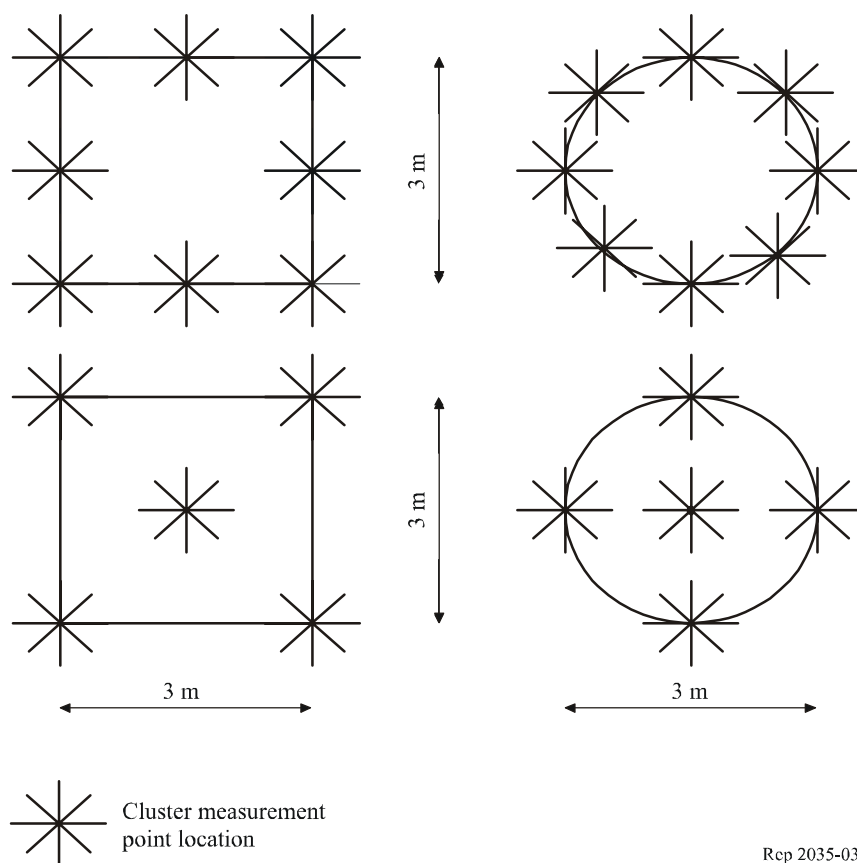 3 m
3 m
3 m
3 m
Cluster measurement
point location
Rep 2035-03